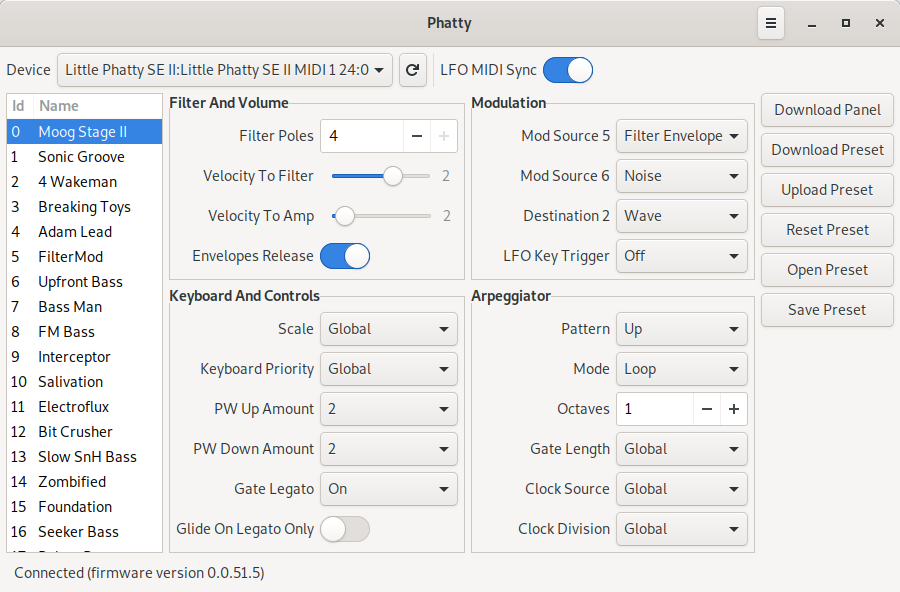 Phatty
Device Little Phatty SE II:Little Phatty SE II MIDI 1 24:0 LFO MIDI Sync
Id Name
0 Moog Stage II
1 Sonic Groove
2 4 Wakeman
3 Breaking Toys
4 Adam Lead
5 FilterMod
6 Upfront Bass
7 Bass Man
8 FM Bass
9 Interceptor
10 Salivation
11 Electroflux
12 Bit Crusher
13 Slow SnH Bass
14 Zombified
15 Foundation
16 Seeker Bass
Filter And Volume
Filter Poles 4
Velocity To Filter 2
Velocity To Amp 2
Envelopes Release
Keyboard And Controls
Scale Global
Keyboard Priority Global
PW Up Amount 2
PW Down Amount 2
Gate Legato On
Glide On Legato Only
Modulation
Mod Source 5 Filter Envelope
Mod Source 6 Noise
Destination 2 Wave
LFO Key Trigger Off
Arpeggiator
Pattern Up
Mode Loop
Octaves 1
Gate Length Global
Clock Source Global
Clock Division Global
Download Panel
Download Preset
Upload Preset
Reset Preset
Open Preset
Save Preset
Connected (firmware version 0.0.51.5)